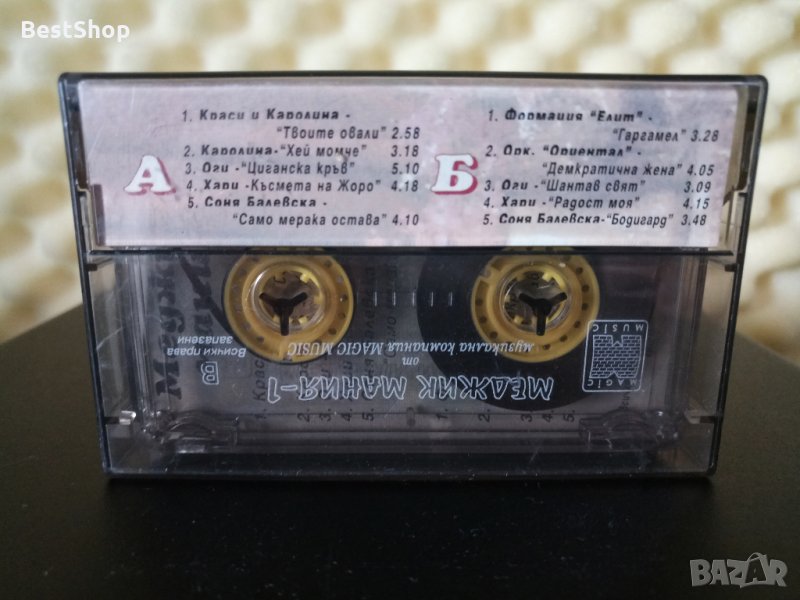 BestShop
А
1. Краси и Каролина -
"Твоите овали" 2.58
2. Каролина-"Хей момче" 3.18
3. Оги -"Циганска кръв" 5.10
4. Хари -Късмета на Жоро" 4.18
5. Соня Балевска -
"Само мерака остава" 4.10
Б
1. Формация "Елит" -
"Гаргамел" 3.28
2. Орк. "Ориентал" -
"Демкратична жена" 4.05
3. Оги -"Шантав свят" 3.09
4. Хари -"Радост моя" 4.15
5. Соня Балевска-"Бодигард" 3.48
МЕДЖИК МАНИЯ-1
от
музикална компания MAGIC MUSIC
B
Всички права
запазени
MAGIC
MUSIC
BAZAR